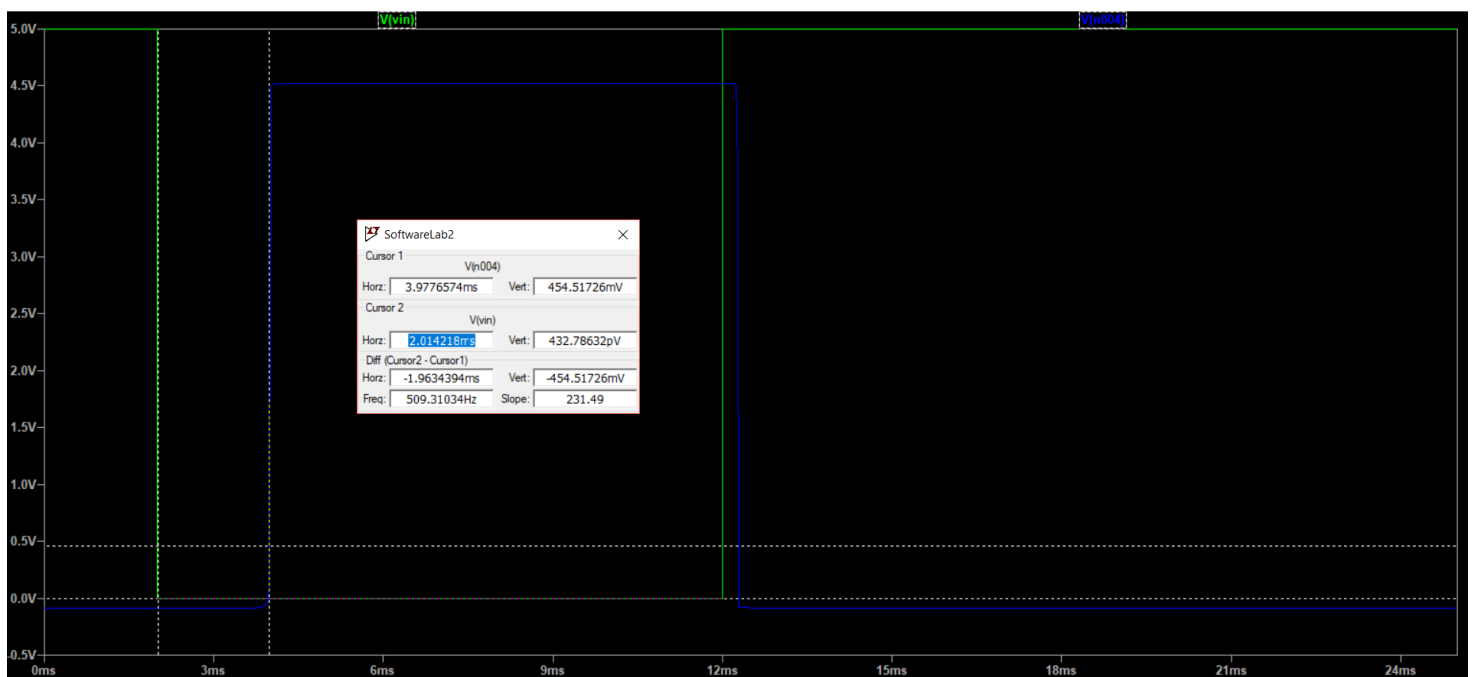 V(vin) V(n004)
5.0V
4.5V
4.0V
3.5V
3.0V
2.5V
2.0V
1.5V
1.0V
0.5V
0.0V
-0.5V
0ms 3ms 6ms 9ms 12ms 15ms 18ms 21ms 24ms
SoftwareLab2
Cursor 1
V(n004)
Horz: 3.9776574ms Vert: 454.51726mV
Cursor 2
V(vin)
Horz: 2.014218ms Vert: 432.78632pV
Diff (Cursor2 - Cursor1)
Horz: -1.9634394ms Vert: -454.51726mV
Freq: 509.31034Hz Slope: 231.49